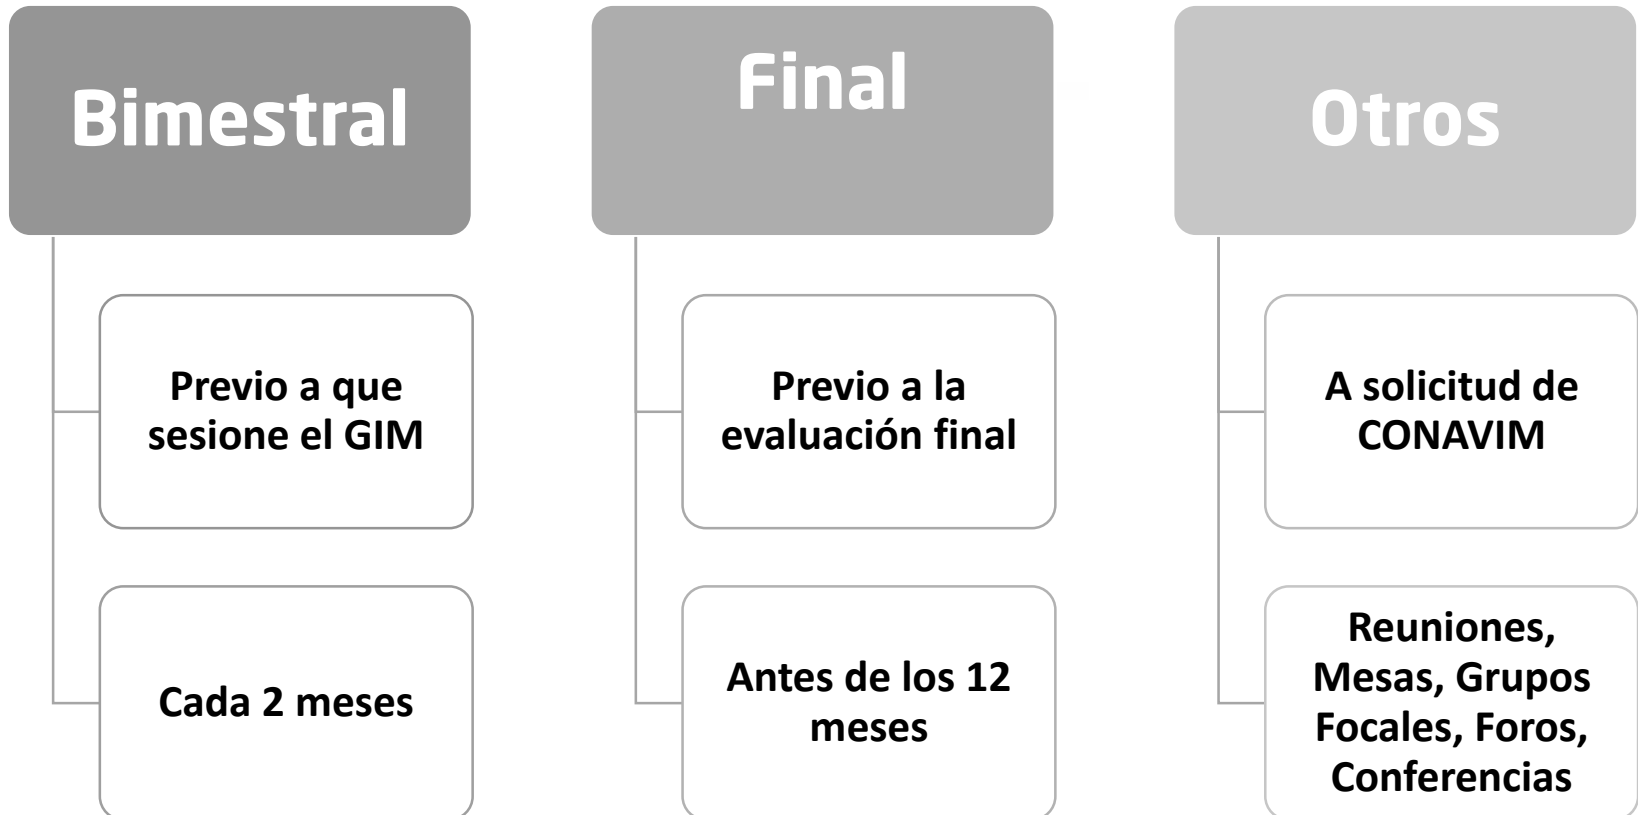 Bimestral
Previo a que
sesione el GIM
Cada 2 meses
Final
Previo a la
evaluación final
Antes de los 12
meses
Otros
A solicitud de
CONAVIM
Reuniones,
Mesas, Grupos
Focales, Foros,
Conferencias